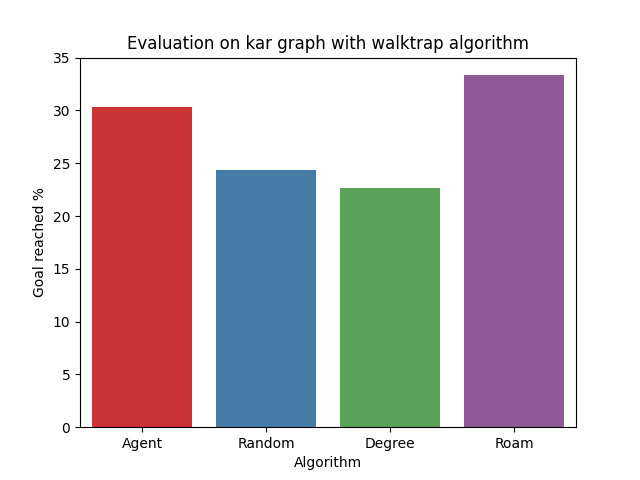 Evaluation on kar graph with walktrap algorithm
35
30
25
20
15
10
5
0
Goal reached %
Agent Random Degree Roam
Algorithm